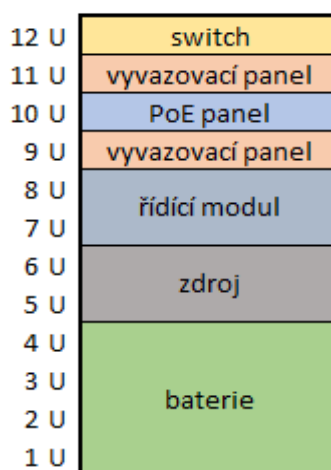 12 U switch
11 U vyvazovací panel
10 U PoE panel
9 U vyvazovací panel
8 U
řídící modul
7 U
6 U
zdroj
5 U
4 U
3 U
baterie
2 U
1 U